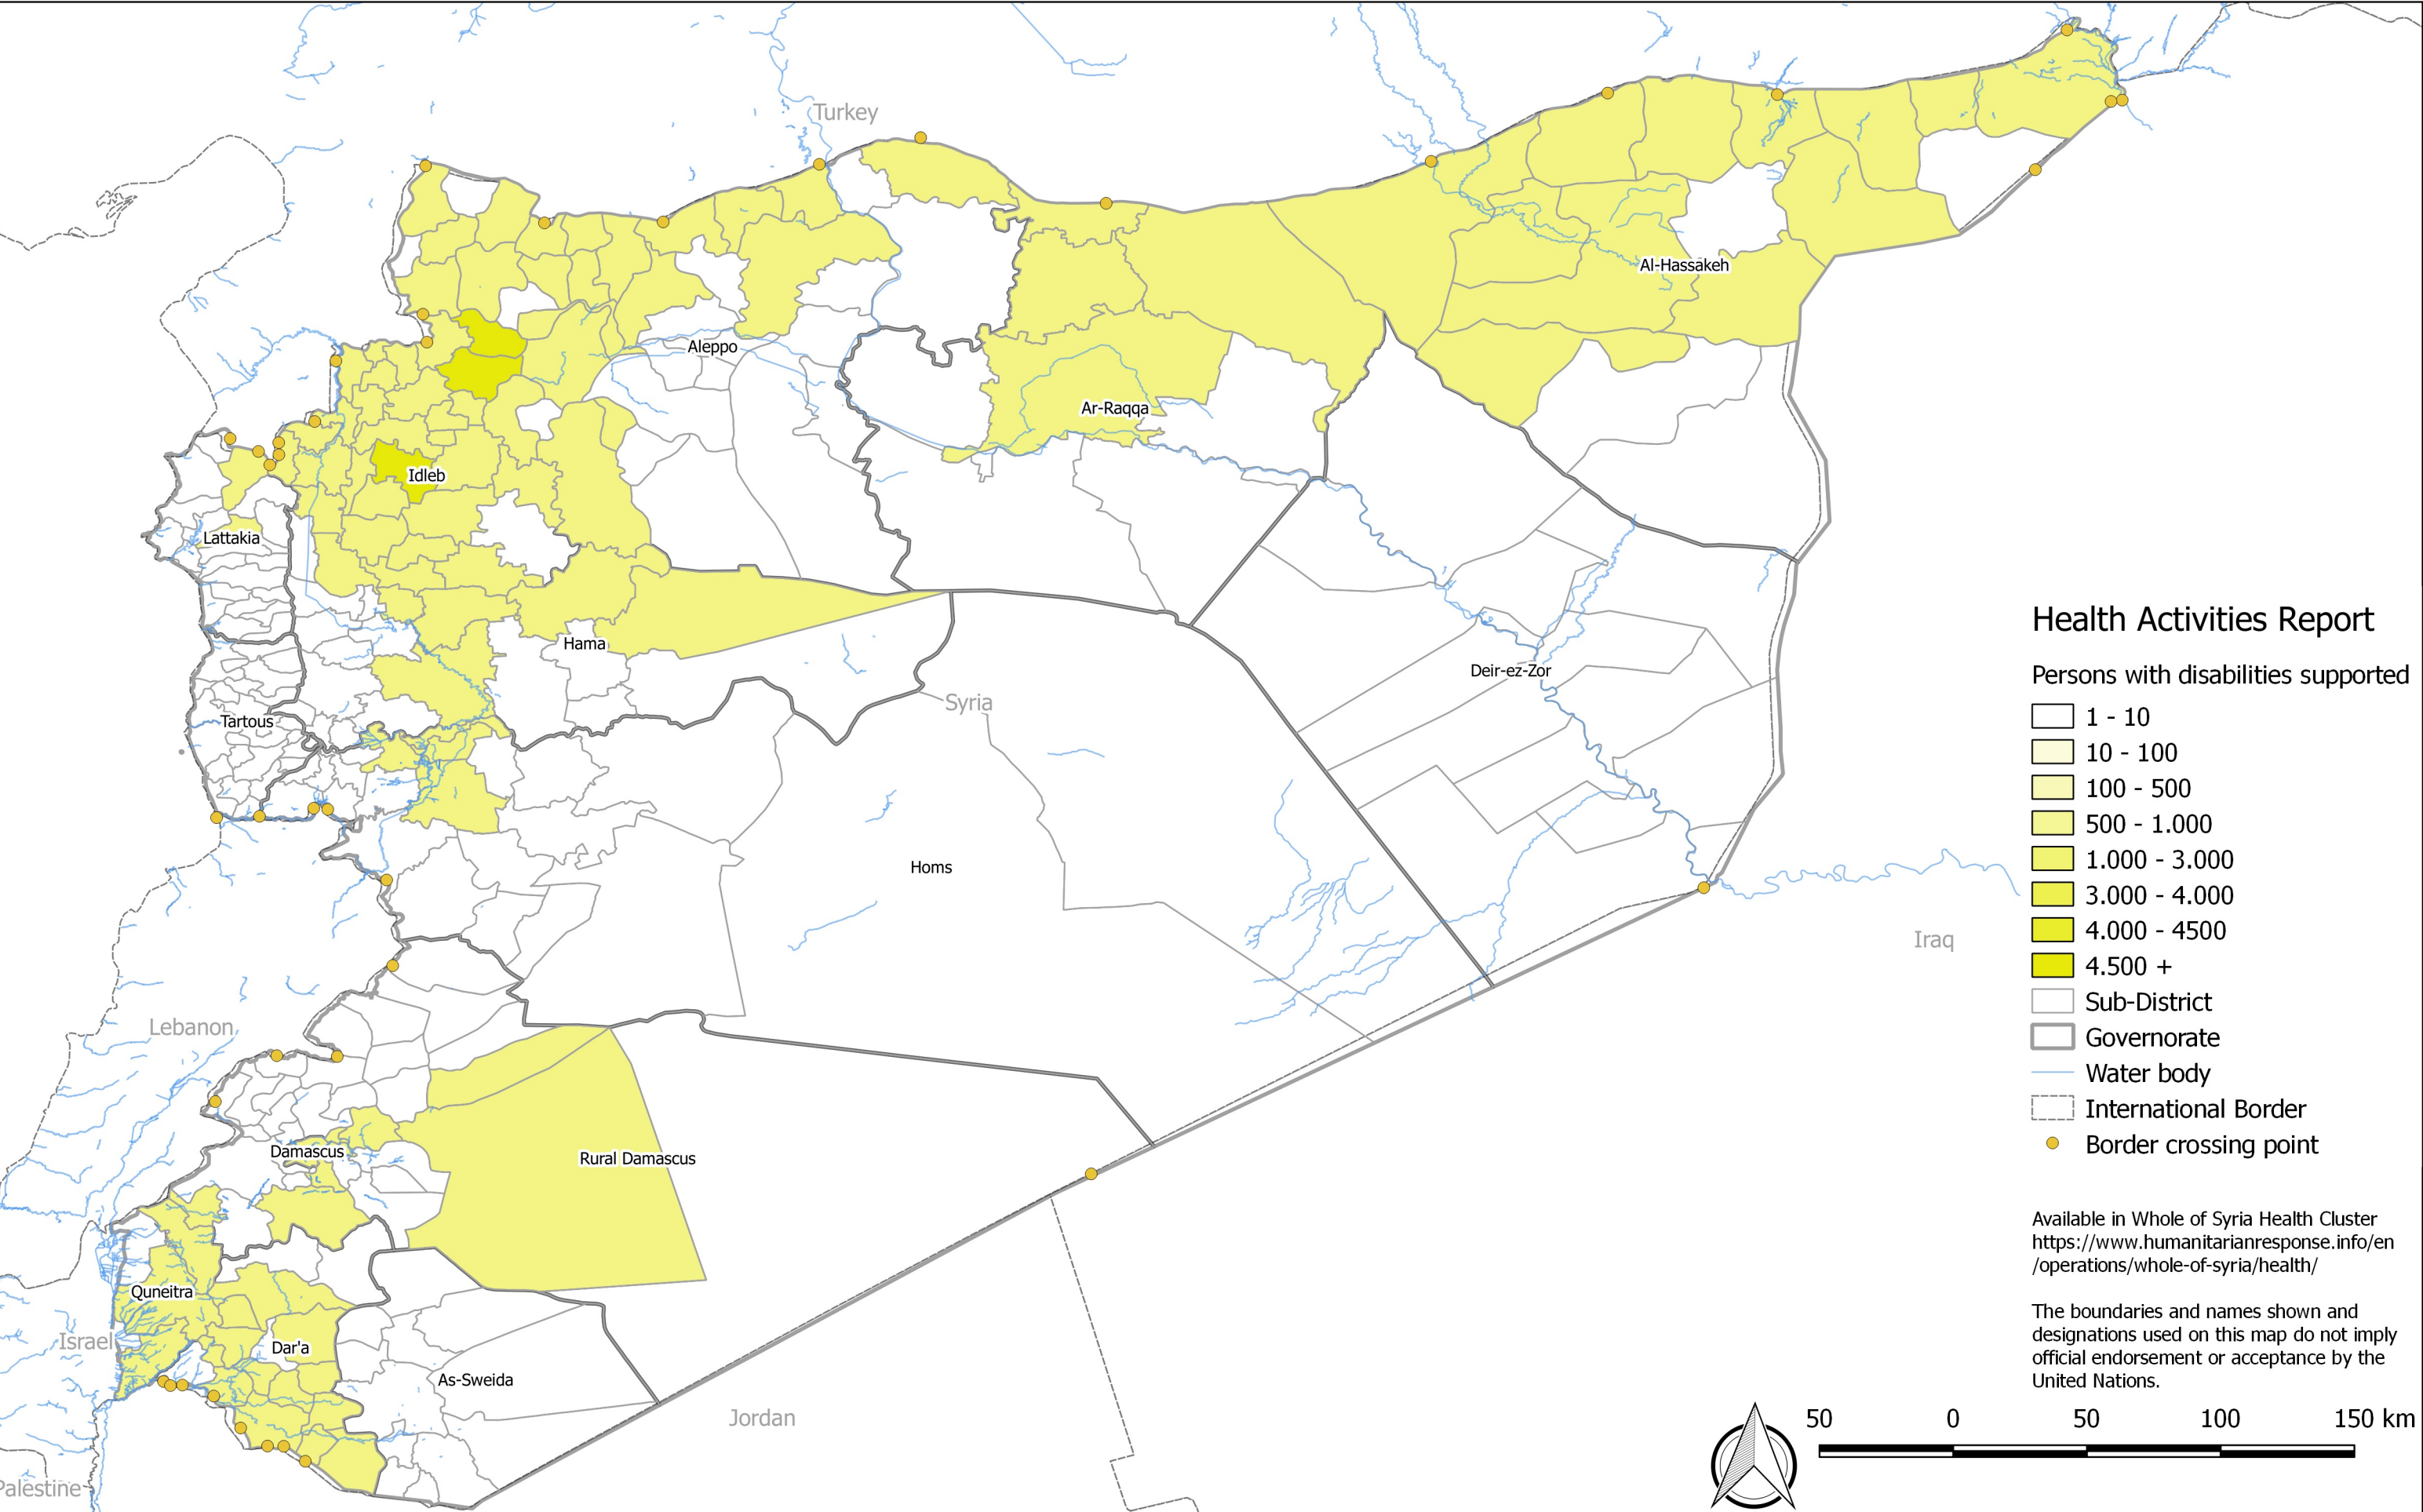 Turkey
Al-Hassakeh
Aleppo
Ar-Raqqa
Idleb
Lattakia
Hama
Deir-ez-Zor
Syria
Tartous
Homs
Iraq
Lebanon
Damascus
Rural Damascus
Quneitra
Israel
Dar'a
As-Sweida
Jordan
Palestine
Health Activities Report
Persons with disabilities supported
1 - 10
10 - 100
100 - 500
500 - 1.000
1.000 - 3.000
3.000 - 4.000
4.000 - 4500
4.500 +
Sub-District
Governorate
Water body
International Border
Border crossing point
Available in Whole of Syria Health Cluster
https://www.humanitarianresponse.info/en
/operations/whole-of-syria/health/
The boundaries and names shown and
designations used on this map do not imply
official endorsement or acceptance by the
United Nations.
50 0 50 100 150 km